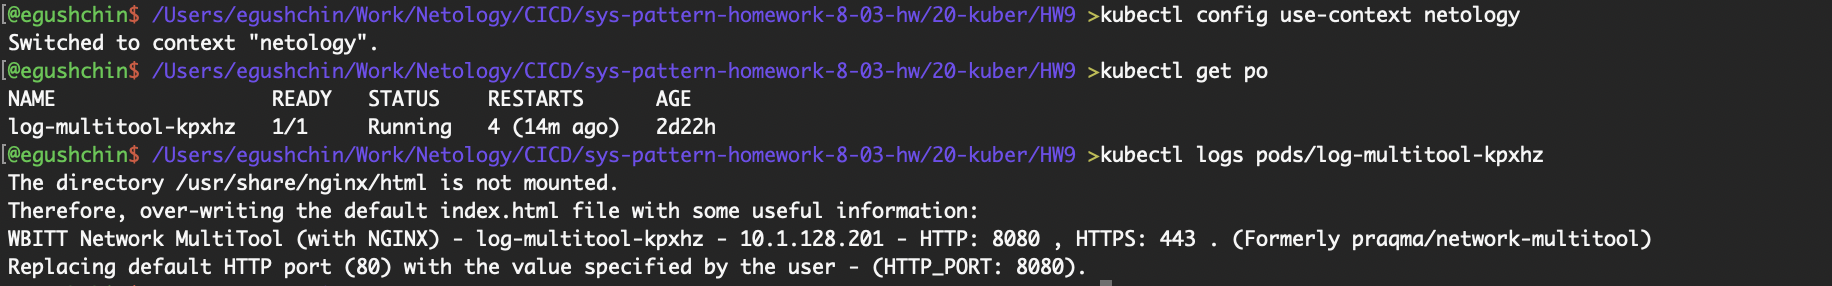 [@egushchin$ /Users/egushchin/Work/Netology/CICD/sys-pattern-homework-8-03-hw/20-kuber/HW9 >kubectl config use-context netology
Switched to context "netology".
[@egushchin$ /Users/egushchin/Work/Netology/CICD/sys-pattern-homework-8-03-hw/20-kuber/HW9 >kubectl get po
NAME                  READY   STATUS    RESTARTS      AGE
log-multitool-kpxhz   1/1     Running   4 (14m ago)   2d22h
[@egushchin$ /Users/egushchin/Work/Netology/CICD/sys-pattern-homework-8-03-hw/20-kuber/HW9 >kubectl logs pods/log-multitool-kpxhz
The directory /usr/share/nginx/html is not mounted.
Therefore, over-writing the default index.html file with some useful information:
WBITT Network MultiTool (with NGINX) - log-multitool-kpxhz - 10.1.128.201 - HTTP: 8080 , HTTPS: 443 . (Formerly praqma/network-multitool)
Replacing default HTTP port (80) with the value specified by the user - (HTTP_PORT: 8080).